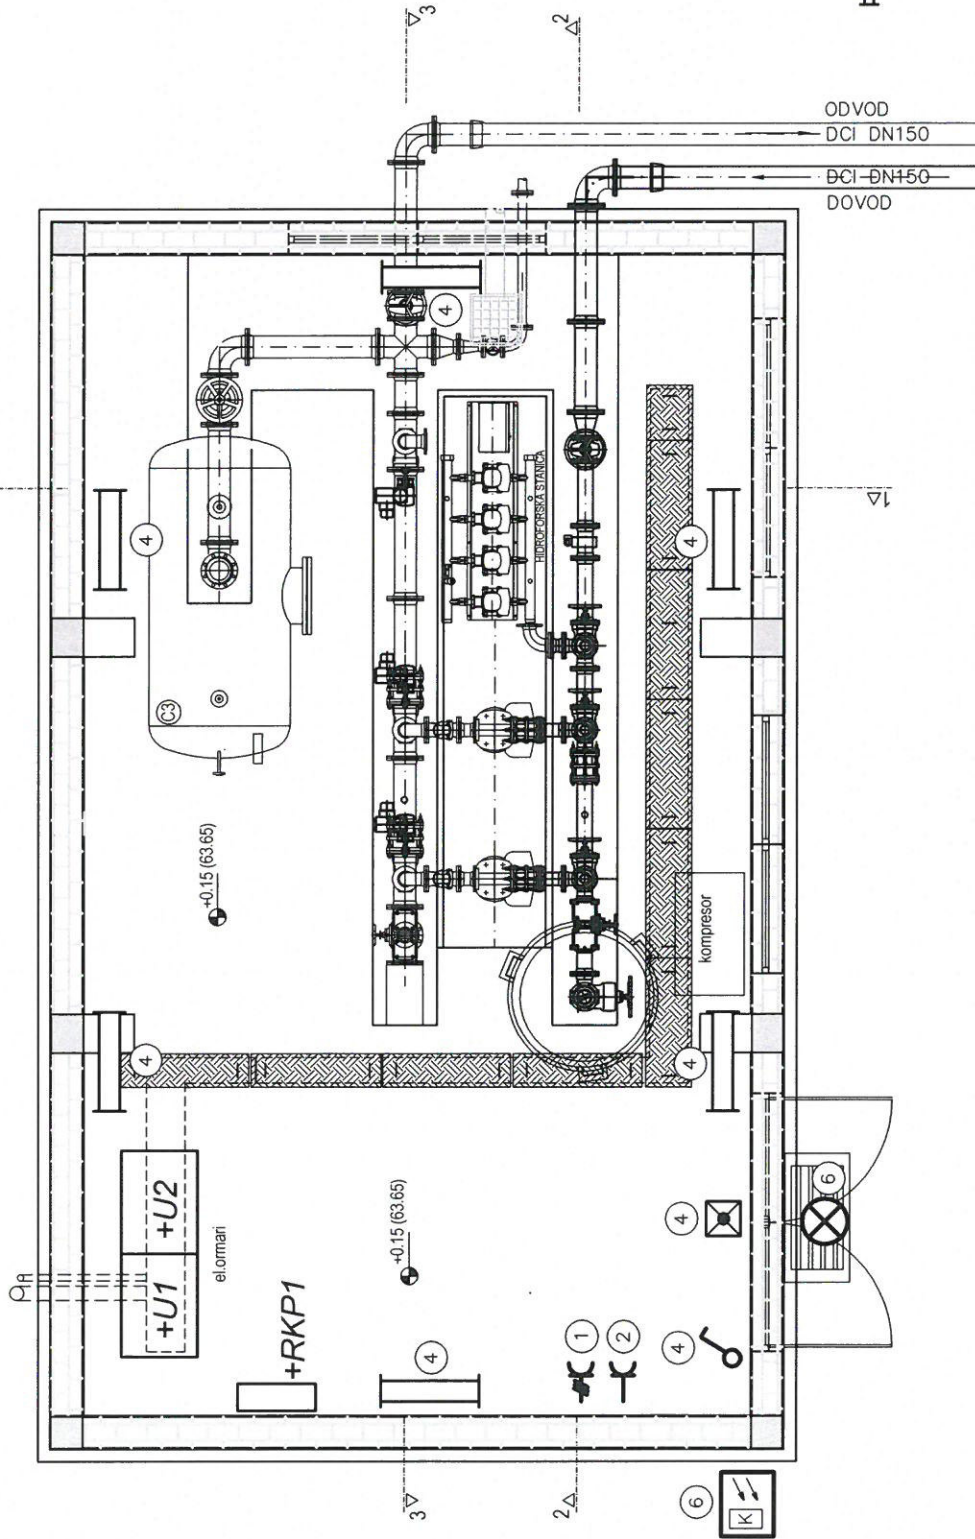 3
2
ODVOD
DCI DN150
DCI DN150
DOVOD
4
HIDROFORSKA STANICA
4
4
1
C3
+0.15 (63.65)
kompresor
4
4
+U1
+U2
el.ormari
+0.15 (63.65)
4
6
+RKP1
4
1
2
4
3
2
6
K